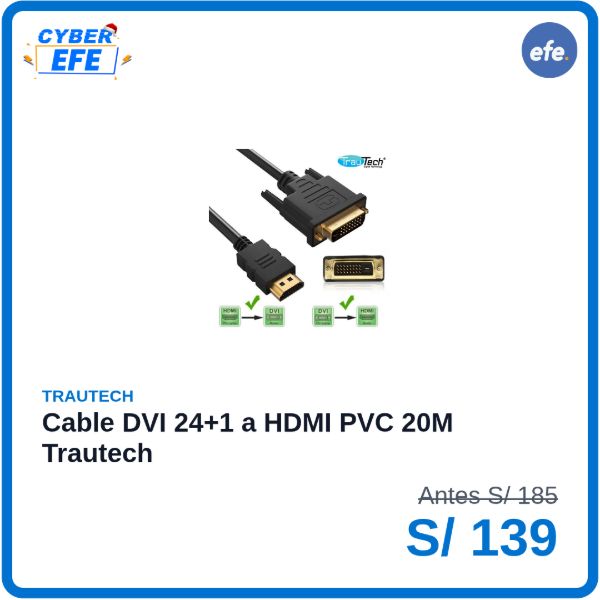 CYBER
EFE
efe.
TrauTech®
HDMI
DVI
DVI
HDMI
TRAUTECH
Cable DVI 24+1 a HDMI PVC 20M
Trautech
Antes S/ 185
S/ 139